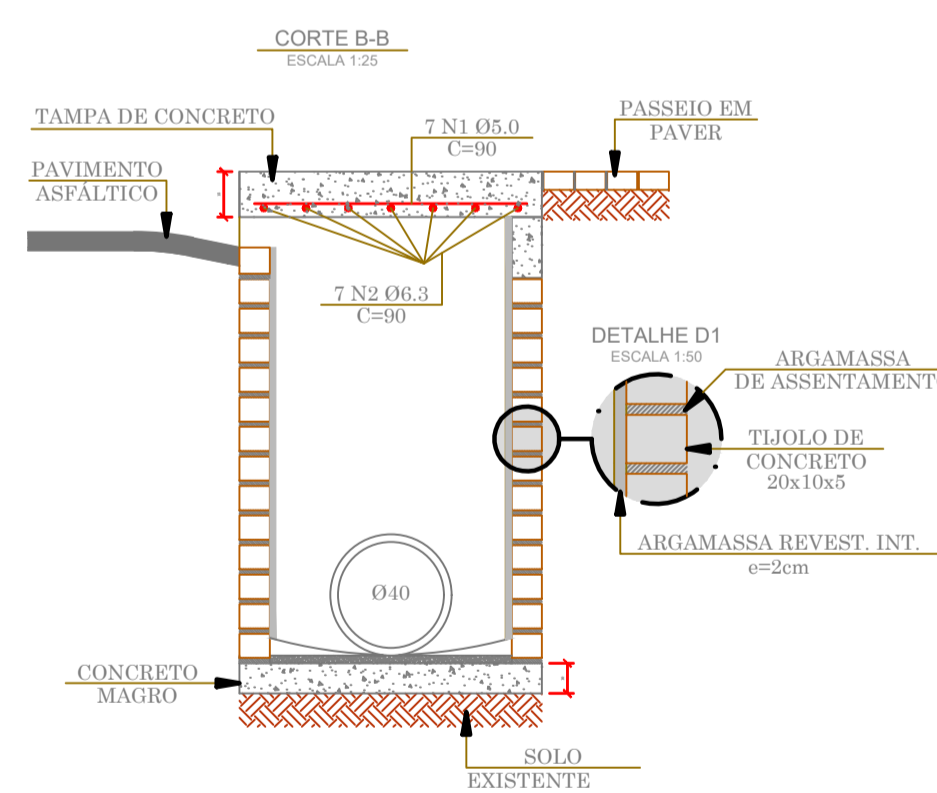 CORTE B-B
ESCALA 1:25
TAMPA DE CONCRETO
7 N1 Ø5.0
C=90
PASSEIO EM
PAVER
PAVIMENTO
ASFÁLTICO
7 N2 Ø6.3
C=90
DETALHE D1
ESCALA 1:50
ARGAMASSA
DE ASSENTAMENT
TIJOLO DE
CONCRETO
20x10x5
ARGAMASSA REVEST. INT.
e=2cm
Ø40
CONCRETO
MAGRO
SOLO
EXISTENTE